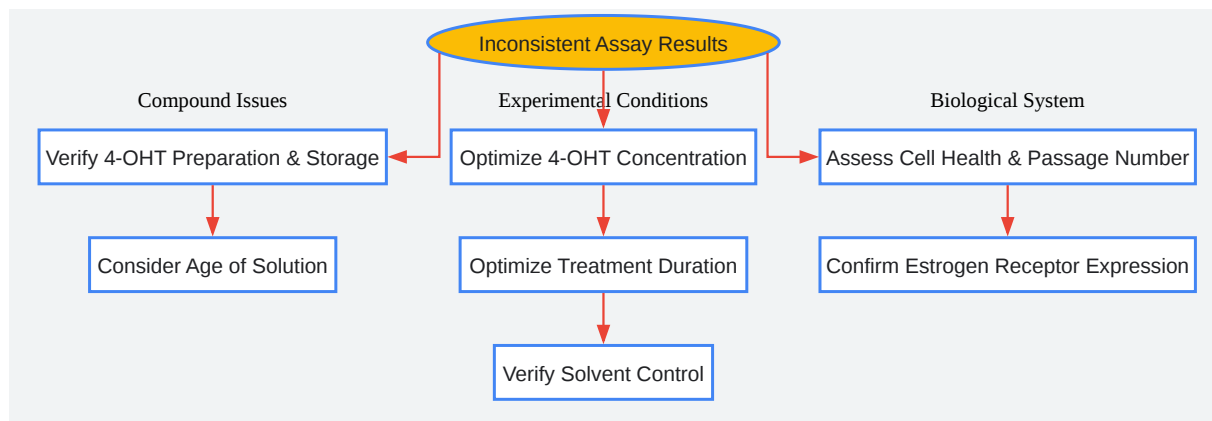 Inconsistent Assay Results
Compound Issues
Experimental Conditions
Biological System
Verify 4-OHT Preparation & Storage
Optimize 4-OHT Concentration
Assess Cell Health & Passage Number
Consider Age of Solution
Optimize Treatment Duration
Confirm Estrogen Receptor Expression
Verify Solvent Control